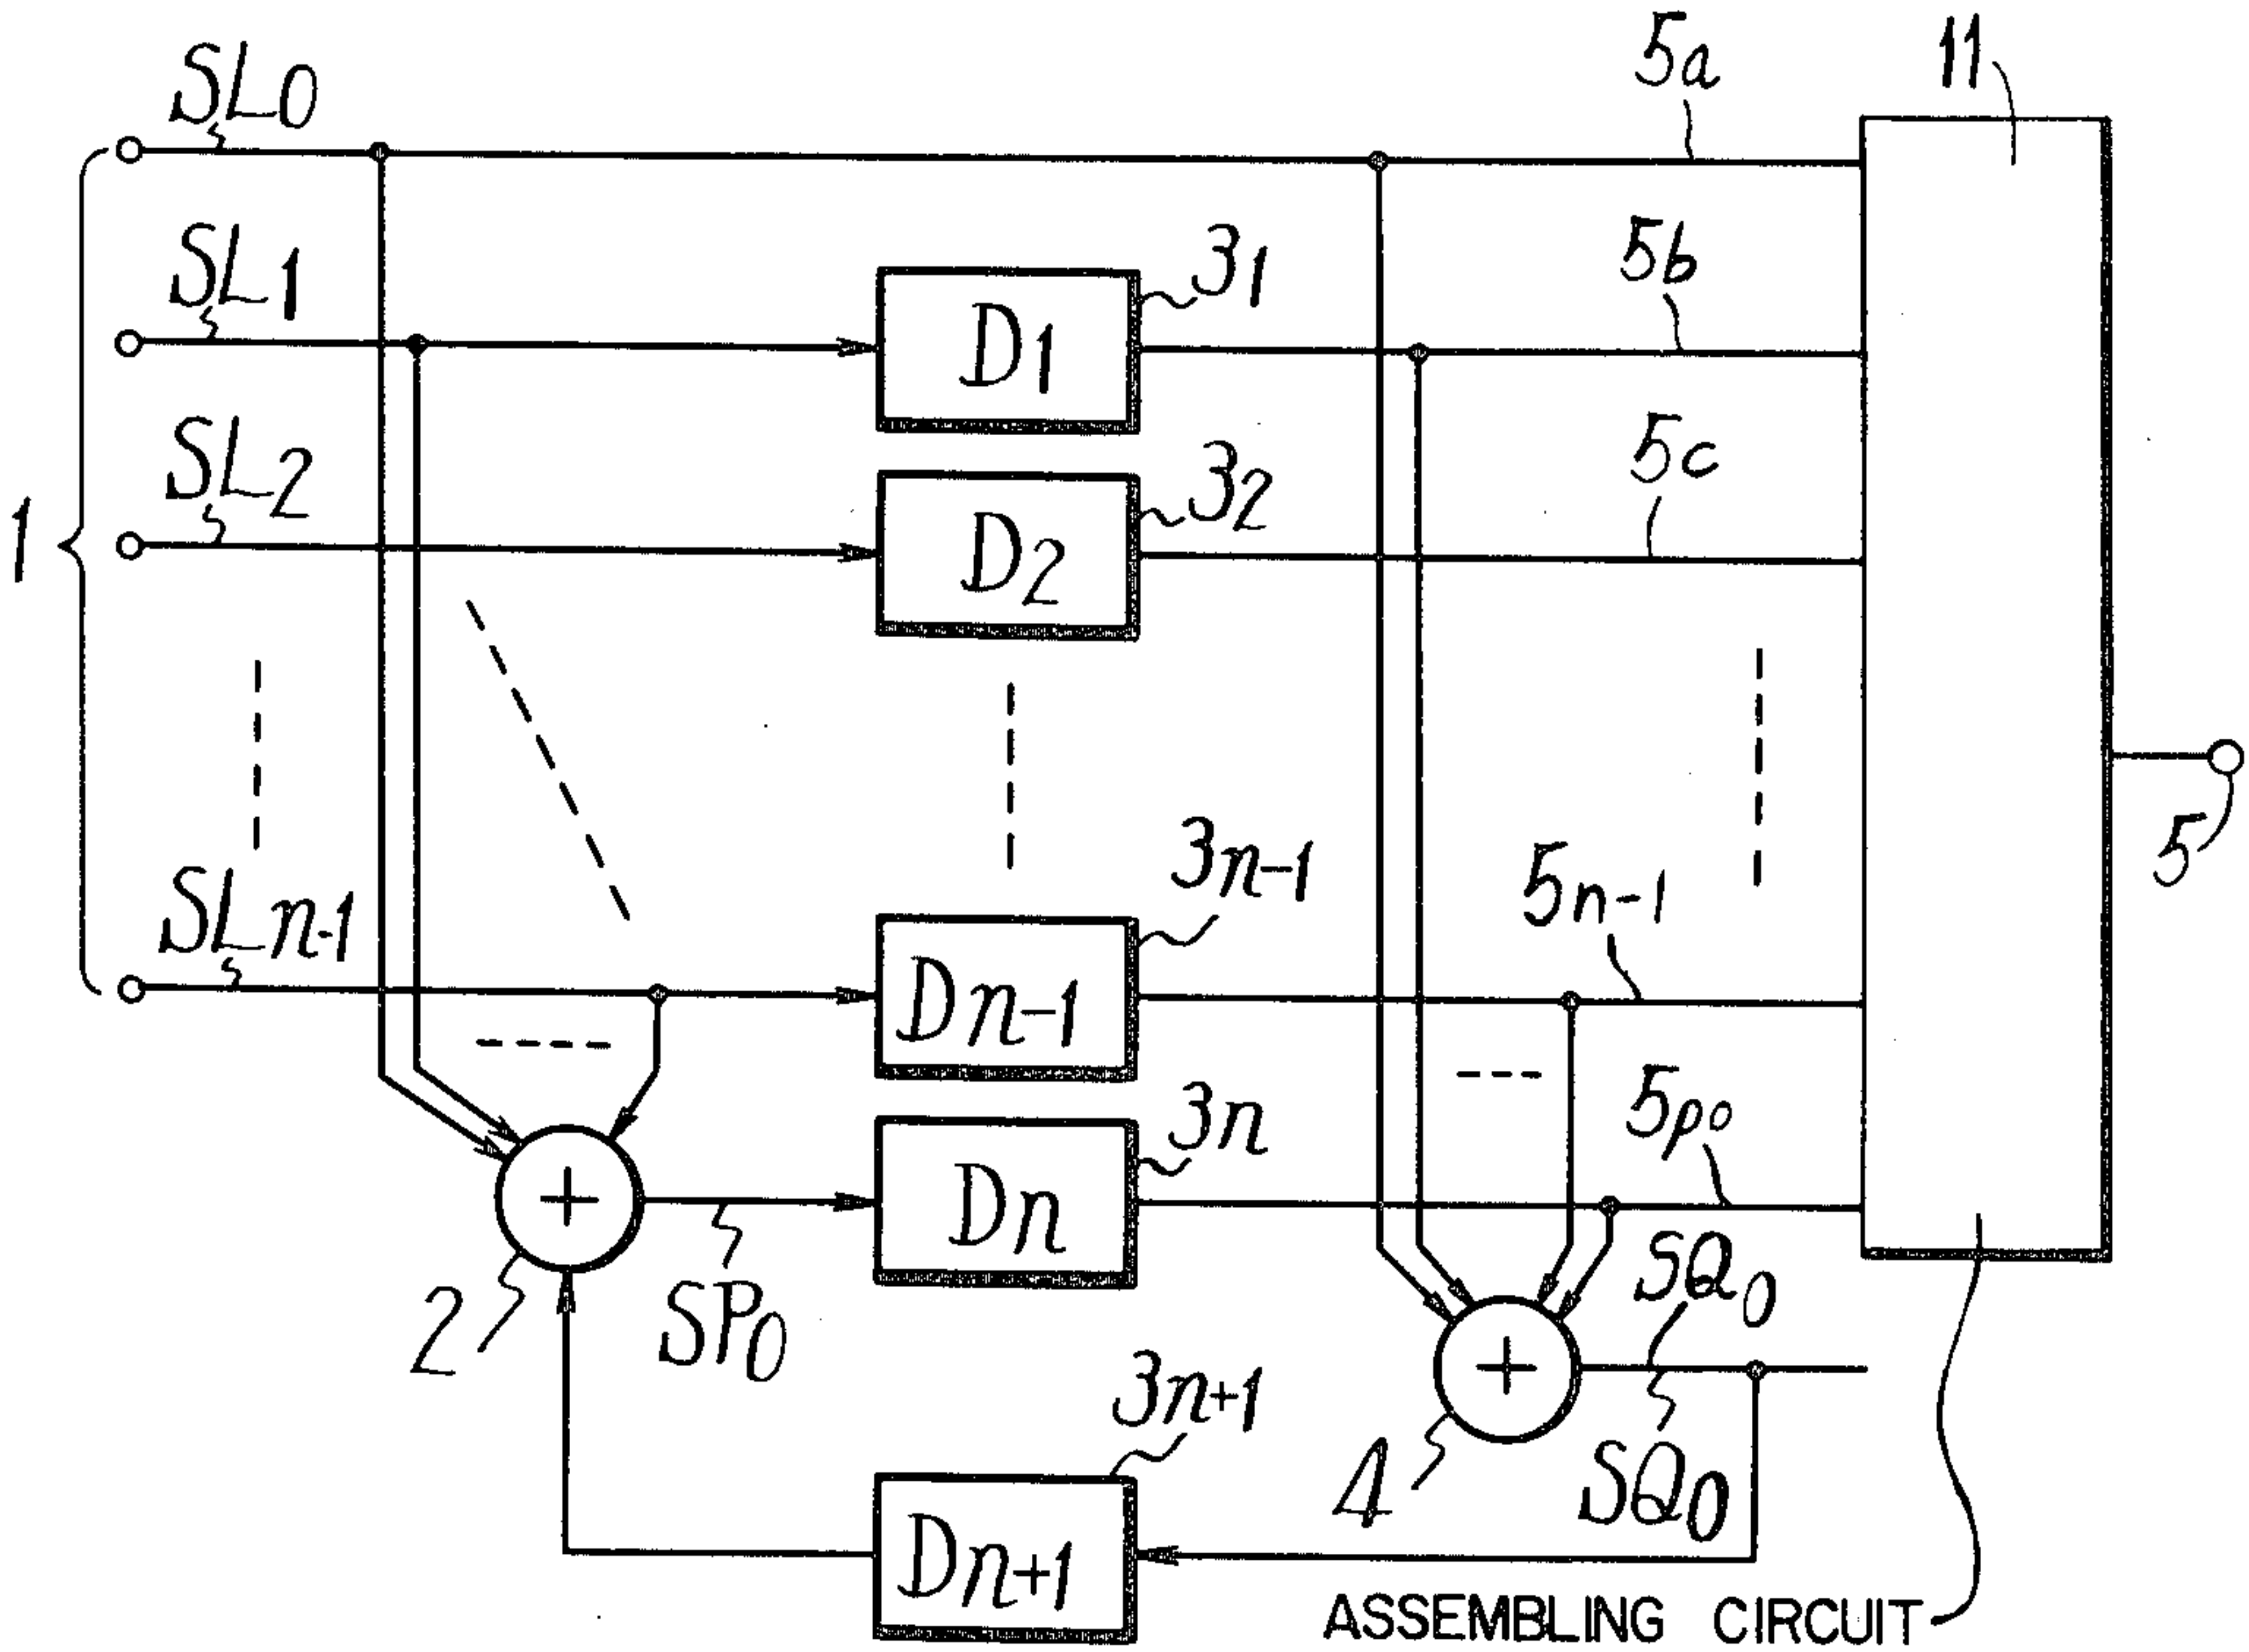 SL0
5a
11
SL1
31
5b
D1
SL2
32
5c
D2
1
5
SLn-1
3n-1
5n-1
Dn-1
3n
5po
Dn
2
SP0
SQ0
4
SQ0
3n+1
Dn+1
ASSEMBLING CIRCUIT